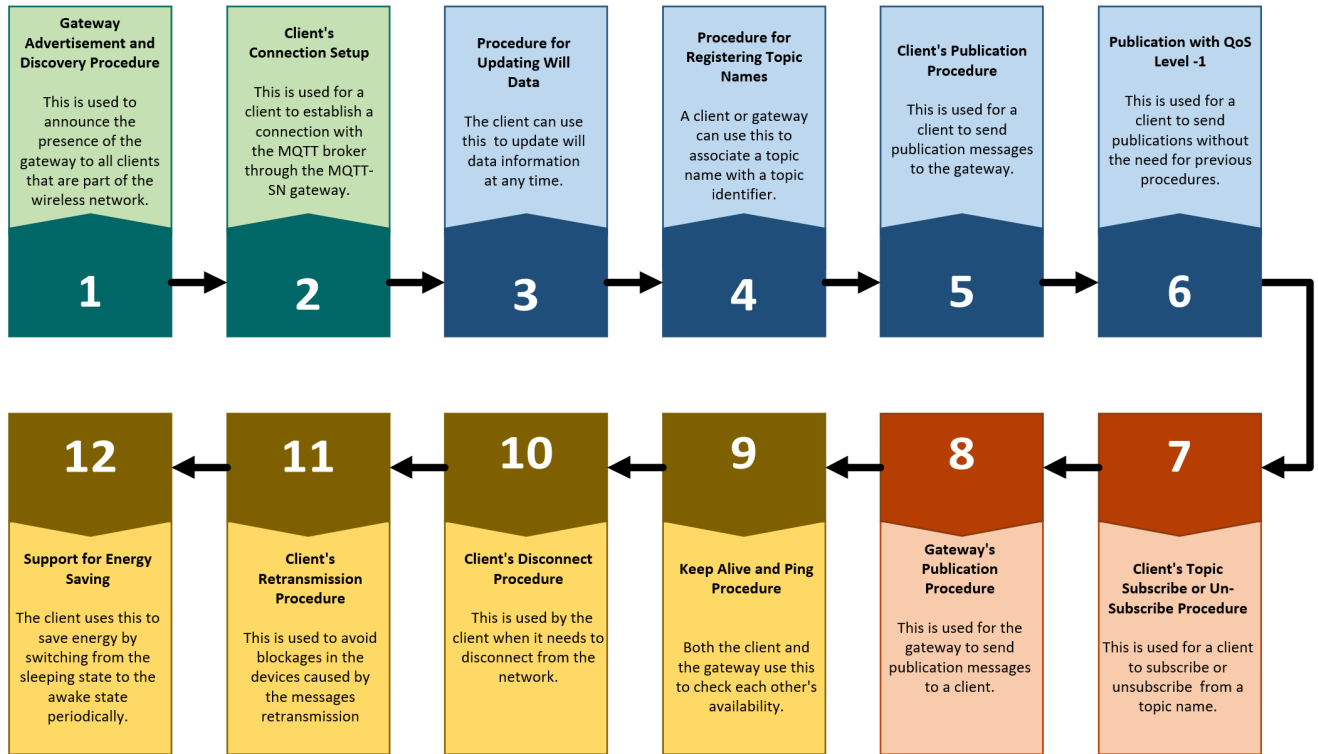 Gateway
Advertisement and
Discovery Procedure
This is used to
announce the
presence of the
gateway to all clients
that are part of the
wireless network.
1
Client's
Connection Setup
This is used for a
client to establish a
connection with
the MQTT broker
through the MQTT-
SN gateway.
2
Procedure for
Updating Will
Data
The client can use
this  to update will
data information
at any time.
3
Procedure for
Registering Topic
Names
A client or gateway
can use this to
associate a topic
name with a topic
identifier.
4
Client's Publication
Procedure
This is used for a
client to send
publication messages
to the gateway.
5
Publication with QoS
Level -1
This is used for a
client to send
publications without
the need for previous
procedures.
6
7
Client's Topic
Subscribe or Un-
Subscribe Procedure
This is used for a client
to subscribe or
unsubscribe  from a
topic name.
8
Gateway's
Publication
Procedure
This is used for the
gateway to send
publication messages
to a client.
9
Keep Alive and Ping
Procedure
Both the client and
the gateway use this
to check each other's
availability.
10
Client's Disconnect
Procedure
This is used by the
client when it needs to
disconnect from the
network.
11
Client's
Retransmission
Procedure
This is used to avoid
blockages in the
devices caused by
the messages
retransmission
12
Support for Energy
Saving
The client uses this to
save energy by
switching from the
sleeping state to the
awake state
periodically.